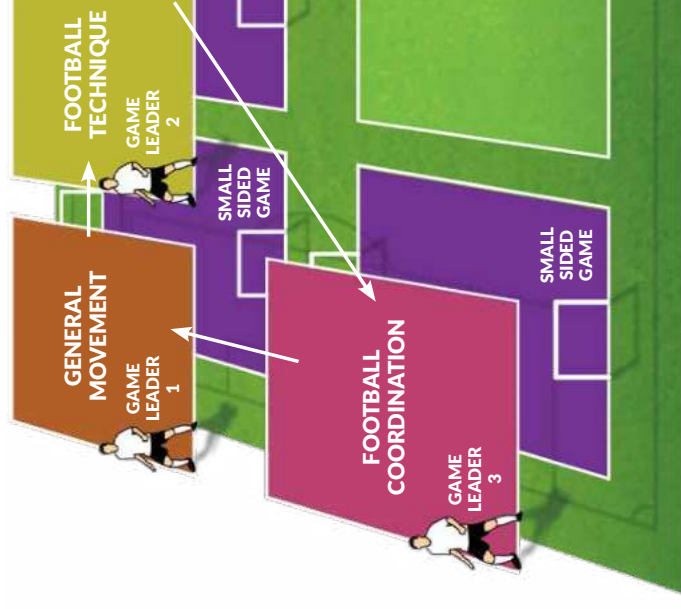 GENERAL
MOVEMENT
GAME
LEADER
1
FOOTBALL
TECHNIQUE
GAME
LEADER
2
FOOTBALL
COORDINATION
GAME
LEADER
3
SMALL
SIDED
GAME
SMALL
SIDED
GAME